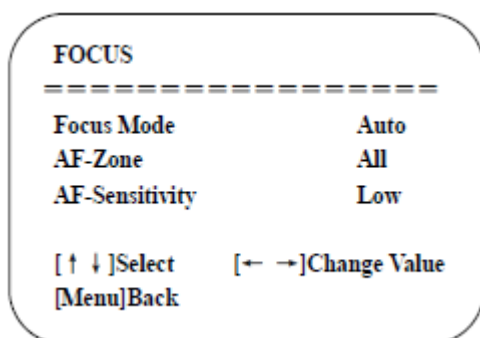 FOCUS
=================
Focus Mode Auto
AF-Zone All
AF-Sensitivity Low
[↑ ↓]Select [← →]Change Value
[Menu]Back